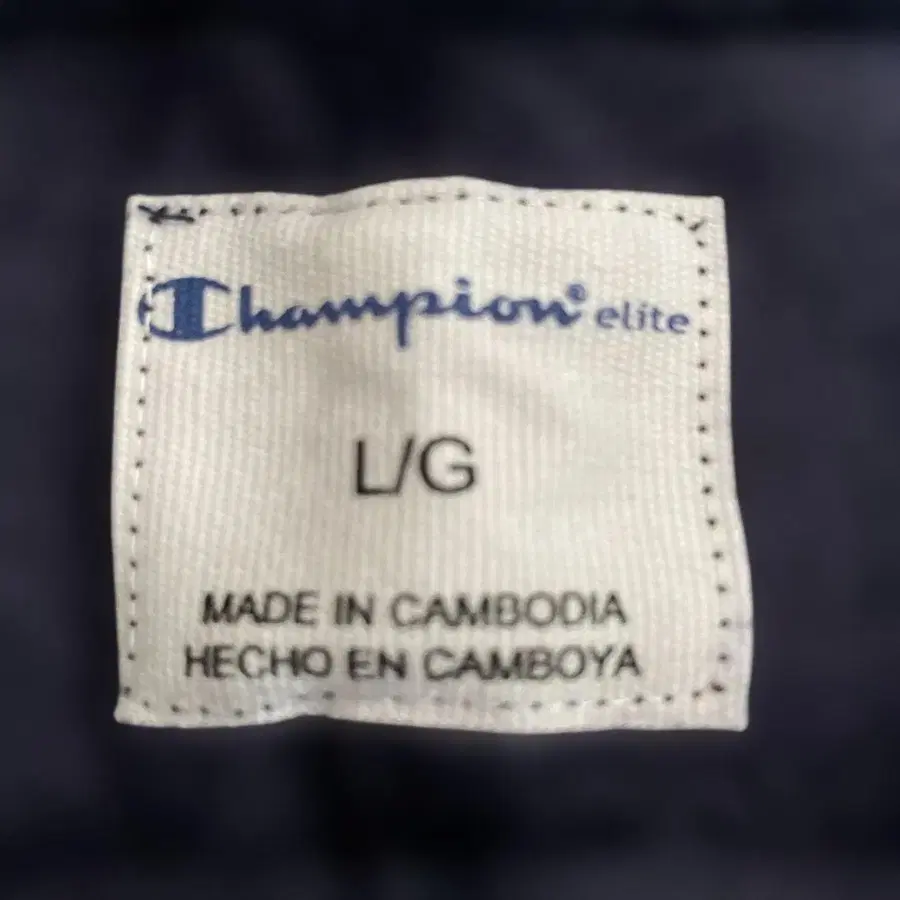 Champion® elite
L/G
MADE IN CAMBODIA
HECHO EN CAMBOYA